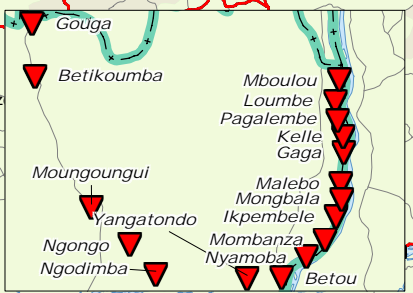 Gouga
Betikoumba
Mboulou
Loumbe
Pagalembe
Kelle
Gaga
Moungoungui
Malebo
Mongbala
Yangatondo
Ikpembele
Ngongo
Mombanza
Nyamoba
Ngodimba
Betou